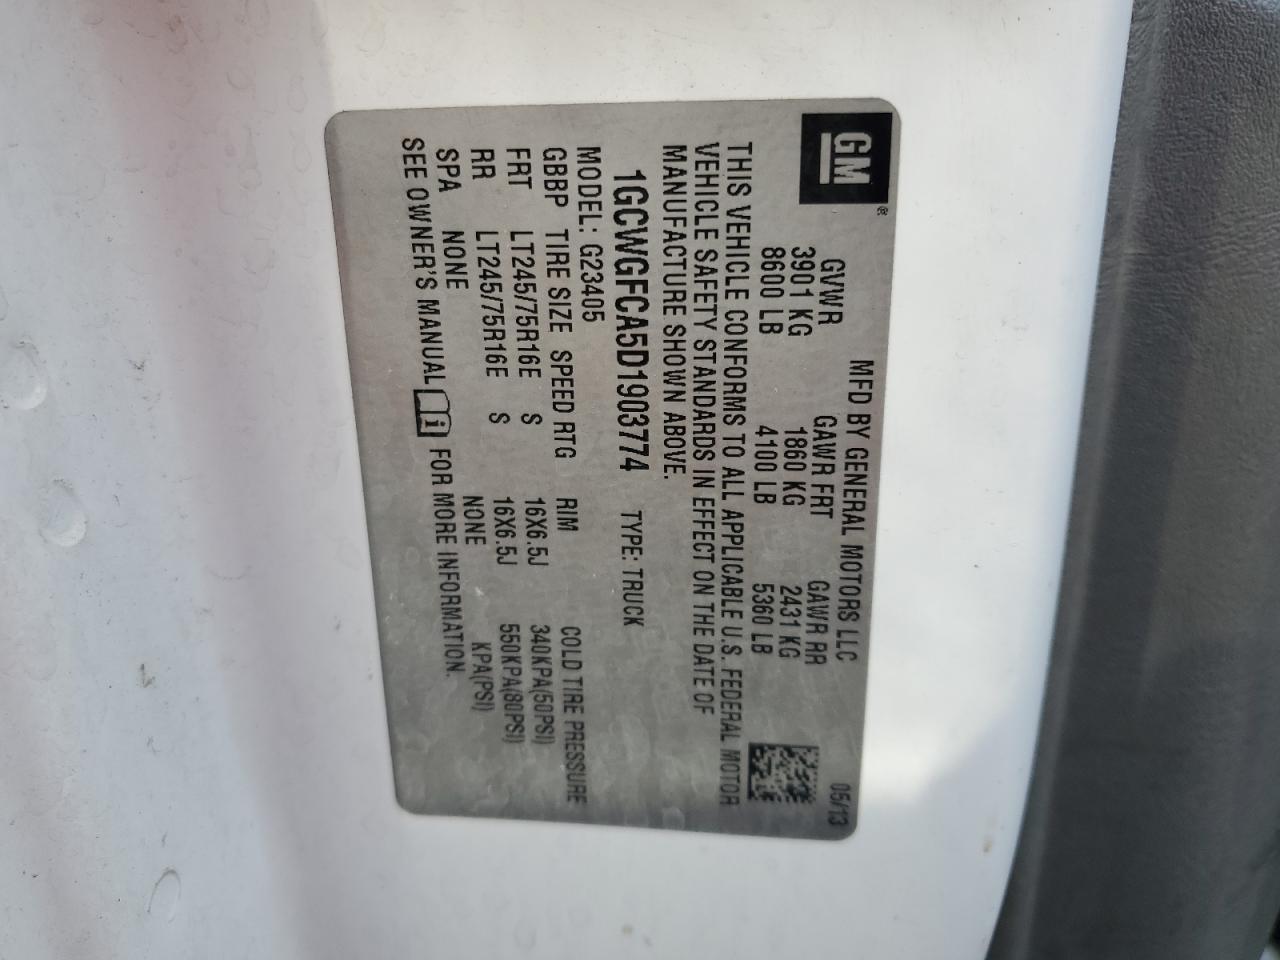 GM®
MFD BY GENERAL MOTORS LLC 05/13
GVWR GAWR FRT GAWR RR
3901 KG 1860 KG 2431 KG
8600 LB 4100 LB 5360 LB
THIS VEHICLE CONFORMS TO ALL APPLICABLE U.S. FEDERAL MOTOR
VEHICLE SAFETY STANDARDS IN EFFECT ON THE DATE OF
MANUFACTURE SHOWN ABOVE.
1GCWGFCA5D1903774 TYPE: TRUCK
MODEL: G23405
GBBP TIRE SIZE SPEED RTG RIM COLD TIRE PRESSURE
FRT LT245/75R16E S 16X6.5J 340KPA(50PSI)
RR LT245/75R16E S 16X6.5J 550KPA(80PSI)
SPA NONE NONE KPA(PSI)
SEE OWNER'S MANUAL i FOR MORE INFORMATION.